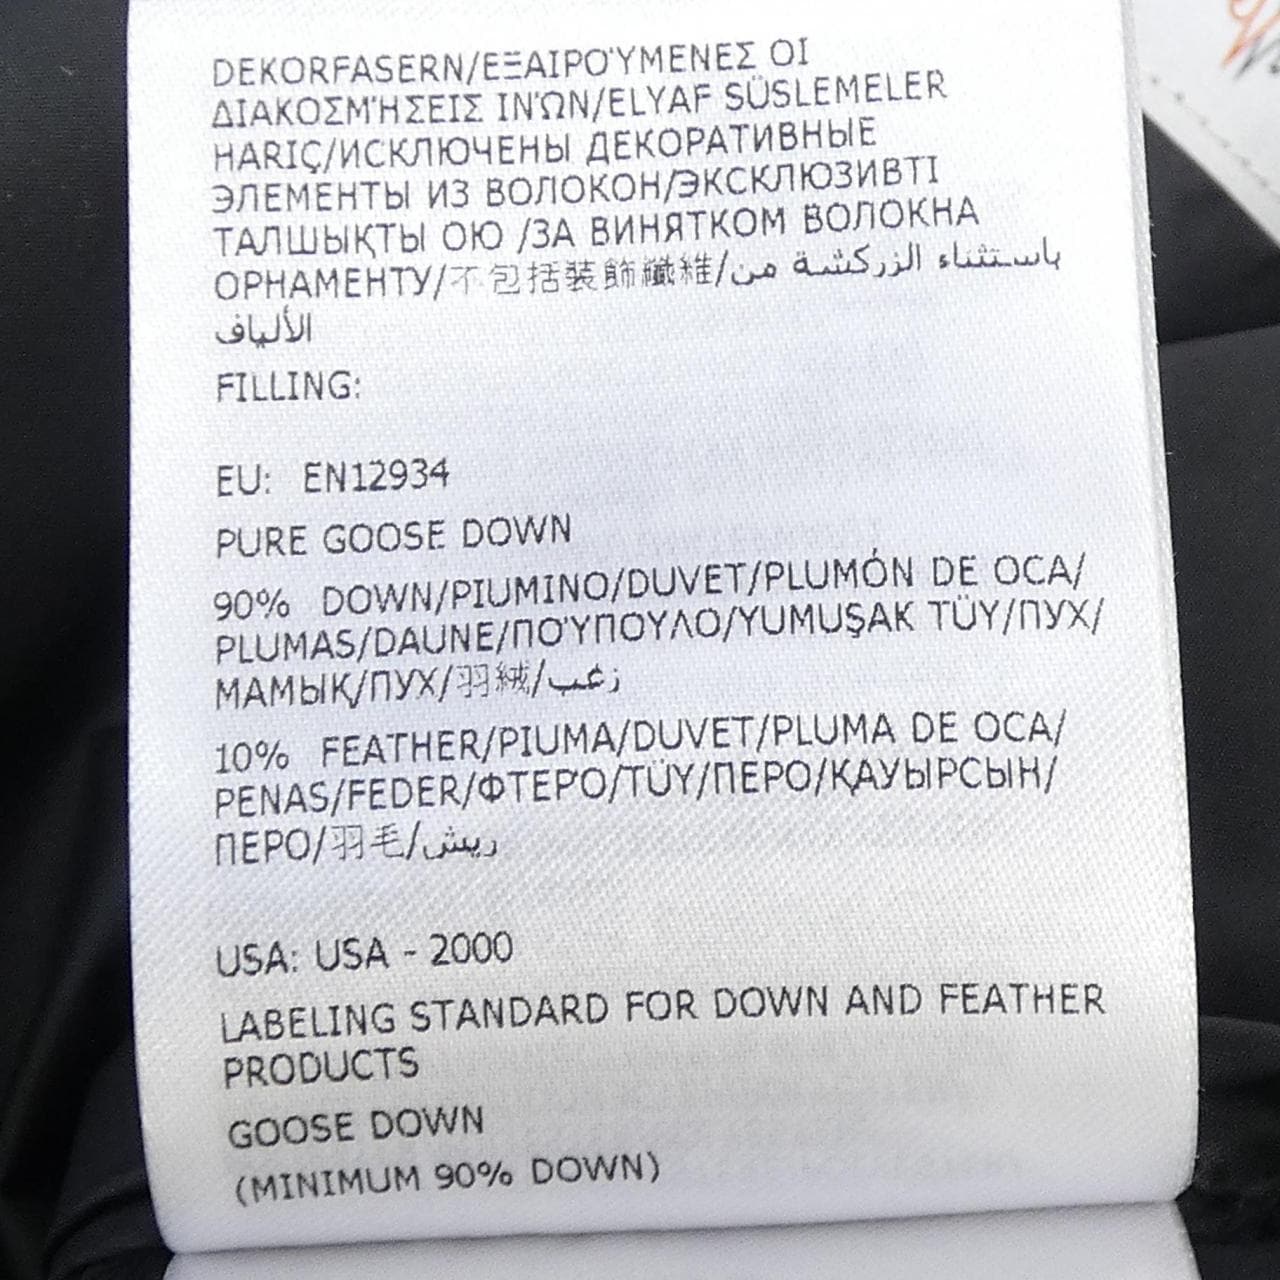 DEKORFASERN/ΕΞΑΙΡΟΎΜΕΝΕΣ ΟΙ
ΔΙΑΚΟΣΜΉΣΕΙΣ ΙΝΏΝ/ELYAF SÜSLEMELER
HARIÇ/ИСКЛЮЧЕНЫ ДЕКОРАТИВНЫЕ
ЭЛЕМЕНТЫ ИЗ ВОЛОКОН/ЭКСКЛЮЗИВТІ
ТАЛШЫҚТЫ ОЮ /ЗА ВИНЯТКОМ ВОЛОКНА
ОРНАМЕНТУ/不包括装飾纖維/باستثناء الزركشة من
الألياف
FILLING:
EU: EN12934
PURE GOOSE DOWN
90% DOWN/PIUMINO/DUVET/PLUMÓN DE OCA/
PLUMAS/DAUNE/ΠΟΎΠΟΥΛΟ/YUMUŞAK TÜY/ПУХ/
МАМЫҚ/ПУХ/羽絨/زغب
10% FEATHER/PIUMA/DUVET/PLUMA DE OCA/
PENAS/FEDER/ΦΤΕΡΌ/TÜY/ПЕРО/ҚАУЫРСЫН/
ПЕРО/羽毛/ريش
USA: USA - 2000
LABELING STANDARD FOR DOWN AND FEATHER
PRODUCTS
GOOSE DOWN
(MINIMUM 90% DOWN)